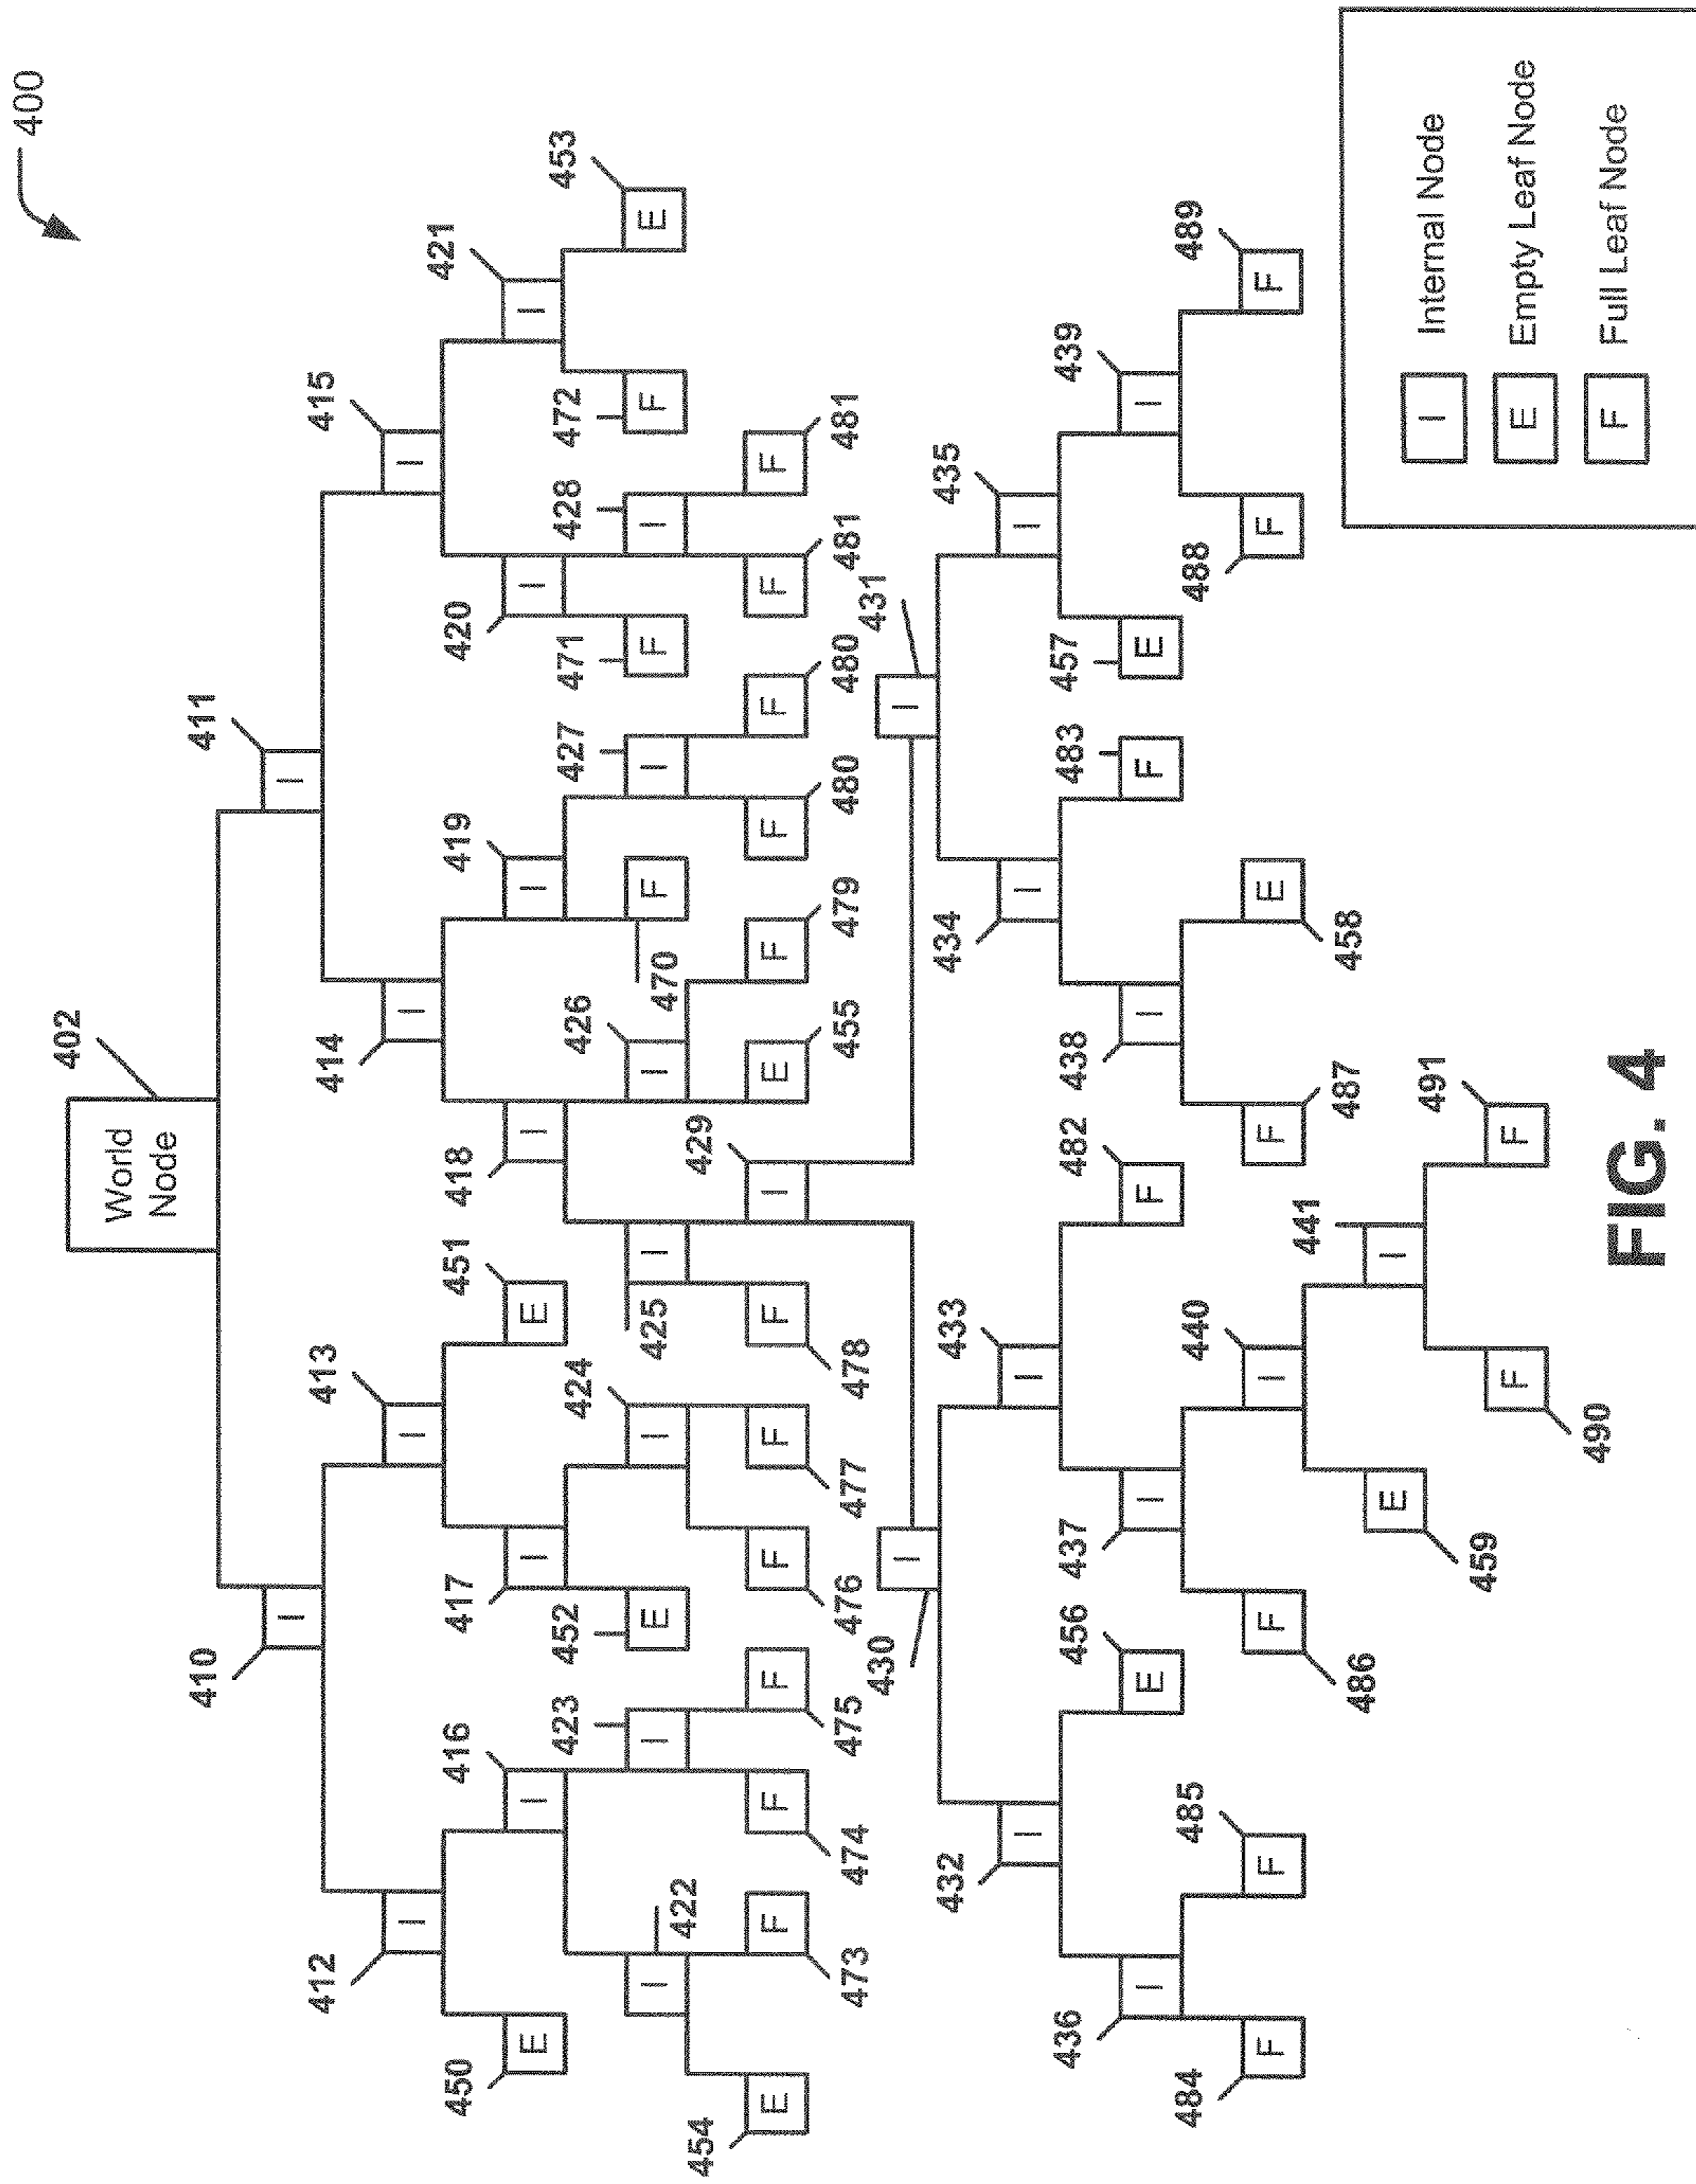 400
World
Node
402
410
I
411
I
412
I
413
I
414
I
415
I
450
E
416
I
417
I
451
E
418
I
419
I
420
I
421
I
422
I
423
I
452
E
424
I
425
I
426
I
470
F
427
I
471
F
428
I
472
F
453
E
454
E
473
F
474
F
475
F
476
F
477
F
478
F
429
I
455
E
479
F
480
F
480
F
481
F
481
F
430
I
431
I
432
I
433
I
434
I
435
I
436
I
456
E
437
I
482
F
438
I
483
F
457
E
439
I
484
F
485
F
486
F
440
I
487
F
458
E
488
F
489
F
459
E
441
I
490
F
491
F
I Internal Node
E Empty Leaf Node
F Full Leaf Node
FIG. 4